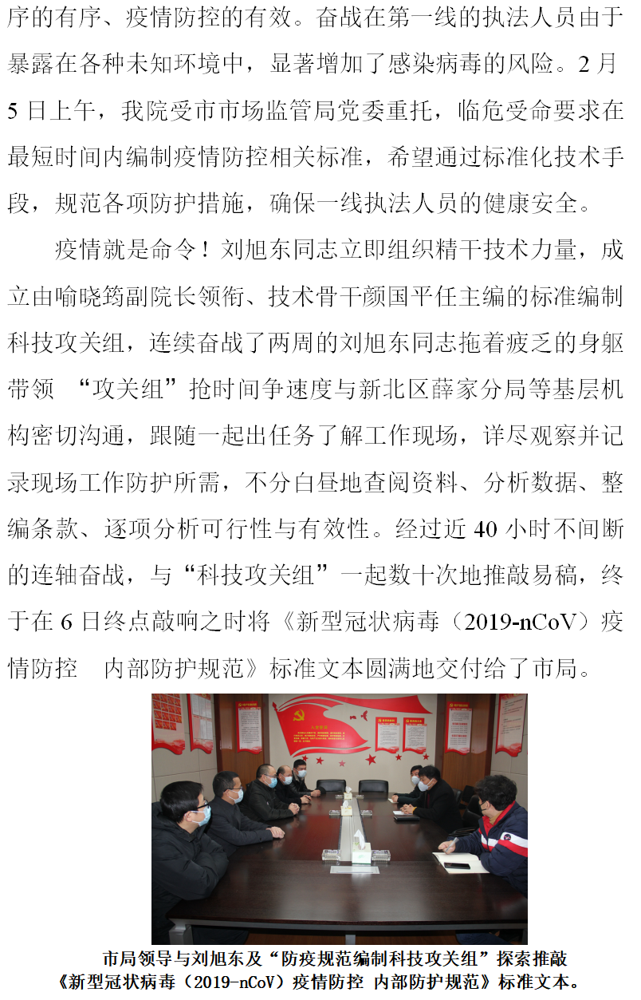 序的有序、疫情防控的有效。奋战在第一线的执法人员由于
暴露在各种未知环境中，显著增加了感染病毒的风险。2 月
5 日上午，我院受市市场监管局党委重托，临危受命要求在
最短时间内编制疫情防控相关标准，希望通过标准化技术手
段，规范各项防护措施，确保一线执法人员的健康安全。
疫情就是命令！刘旭东同志立即组织精干技术力量，成
立由喻晓筠副院长领衔、技术骨干颜国平任主编的标准编制
科技攻关组，连续奋战了两周的刘旭东同志拖着疲乏的身躯
带领 “攻关组”抢时间争速度与新北区薛家分局等基层机
构密切沟通，跟随一起出任务了解工作现场，详尽观察并记
录现场工作防护所需，不分白昼地查阅资料、分析数据、整
编条款、逐项分析可行性与有效性。经过近 40 小时不间断
的连轴奋战，与“科技攻关组”一起数十次地推敲易稿，终
于在 6 日终点敲响之时将《新型冠状病毒（2019-nCoV）疫
情防控　内部防护规范》标准文本圆满地交付给了市局。
市局领导与刘旭东及“防疫规范编制科技攻关组”探索推敲
《新型冠状病毒（2019-nCoV）疫情防控 内部防护规范》标准文本。